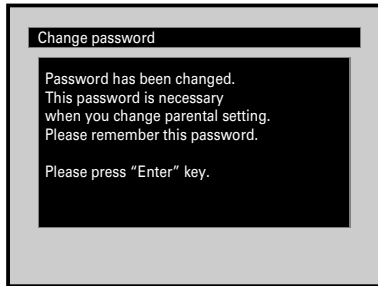 Change password
Password has been changed.
This password is necessary
when you change parental setting.
Please remember this password.
Please press “Enter” key.